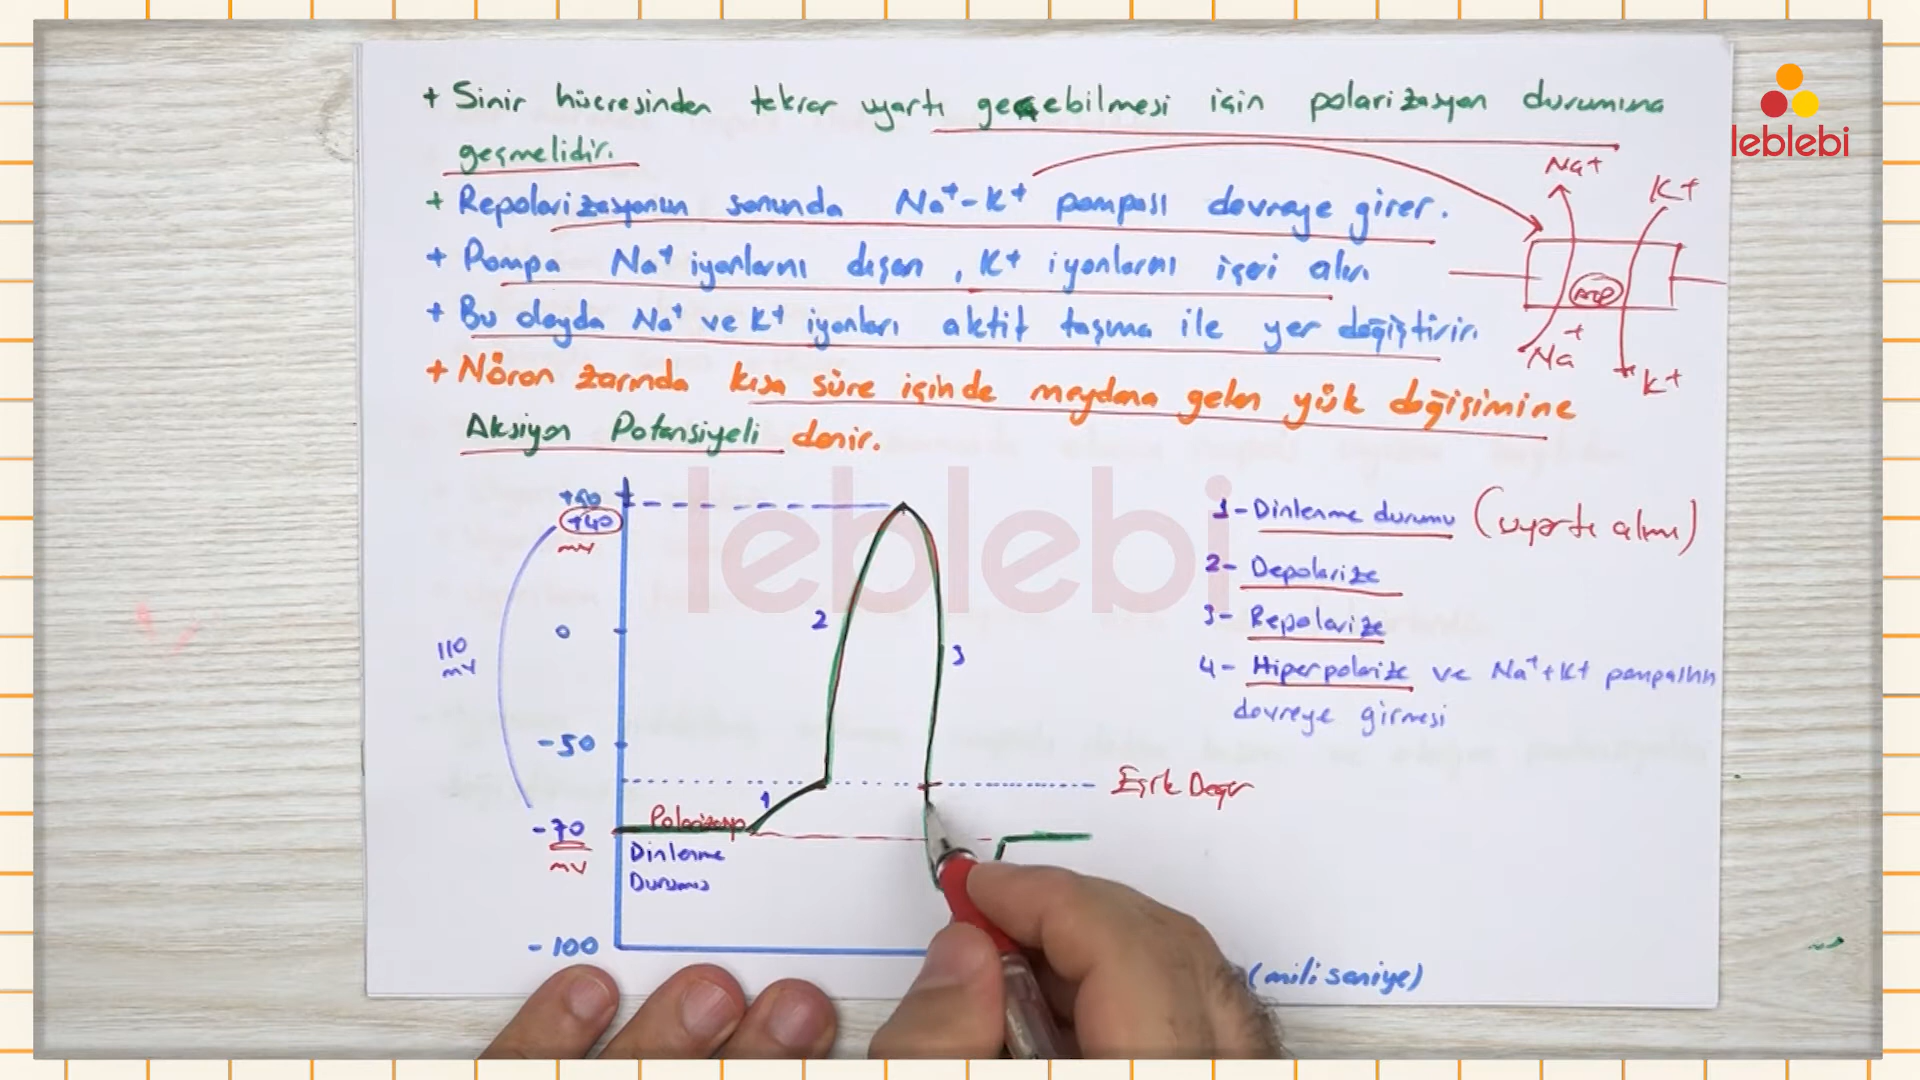 + Sinir hücresinden tekrar uyartı geçebilmesi için polarizasyon durumuna
geçmelidir.
+ Repolarizasyonun sonunda Na+-K+ pompası devreye girer.
+ Pompa Na+ iyonlarını dışarı, K+ iyonlarını içeri alır.
+ Bu olayda Na+ ve K+ iyonları aktif taşıma ile yer değiştirir.
+ Nöron zarında kısa süre içinde meydana gelen yük değişimine
Aksiyon Potansiyeli denir.
leblebi
Na+
K+
ATP
Na+
K+
leblebi
+40
mV
0
110
mV
-50
-70
mV
-100
1
2
3
Polarizasyon
Dinlenme
Durumu
Eşik Değer
1- Dinlenme durumu (uyartı alımı)
2- Depolarize
3- Repolarize
4- Hiperpolarize ve Na++K+ pompasının
devreye girmesi
(mili saniye)